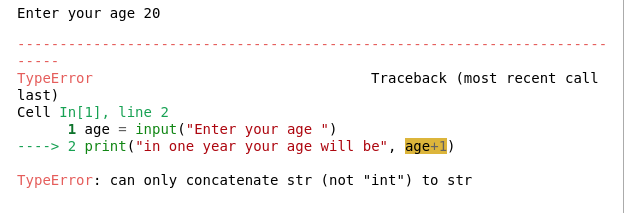 Enter your age 20
----------------------------------------------------------------------
-----
TypeError                                 Traceback (most recent call
last)
Cell In[1], line 2
      1 age = input("Enter your age ")
----> 2 print("in one year your age will be", age+1)
TypeError: can only concatenate str (not "int") to str